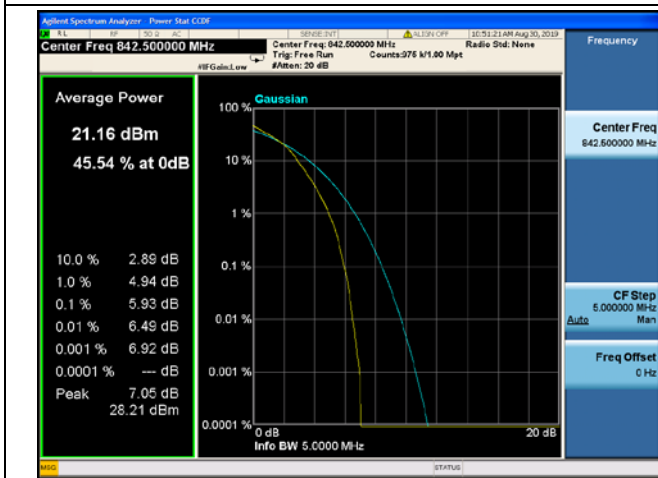 Agilent Spectrum Analyzer - Power Stat CCDF
RL RF 50 Ω AC SENSE:INT ALIGN OFF 10:51:21 AM Aug 30, 2019
Center Freq 842.500000 MHz
Center Freq: 842.500000 MHz Radio Std: None
Trig: Free Run Counts:975 k/1.00 Mpt
#IFGain:Low #Atten: 20 dB
Frequency
Average Power
21.16 dBm
45.54 % at 0dB
10.0 % 2.89 dB
1.0 % 4.94 dB
0.1 % 5.93 dB
0.01 % 6.49 dB
0.001 % 6.92 dB
0.0001 % --- dB
Peak 7.05 dB
28.21 dBm
100 % Gaussian
10 %
1 %
0.1 %
0.01 %
0.001 %
0.0001 %
0 dB 20 dB
Info BW 5.0000 MHz
Center Freq
842.500000 MHz
CF Step
5.000000 MHz
Auto Man
Freq Offset
0 Hz
MSG STATUS